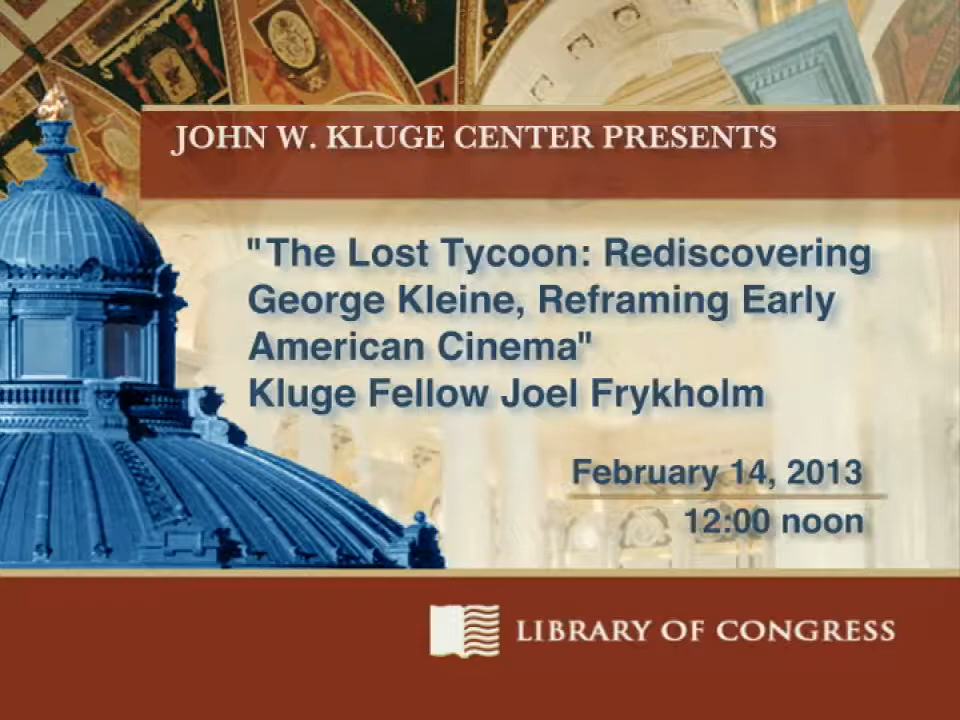 JOHN W. KLUGE CENTER PRESENTS
"The Lost Tycoon: Rediscovering
George Kleine, Reframing Early
American Cinema"
Kluge Fellow Joel Frykholm
February 14, 2013
12:00 noon
LIBRARY OF CONGRESS